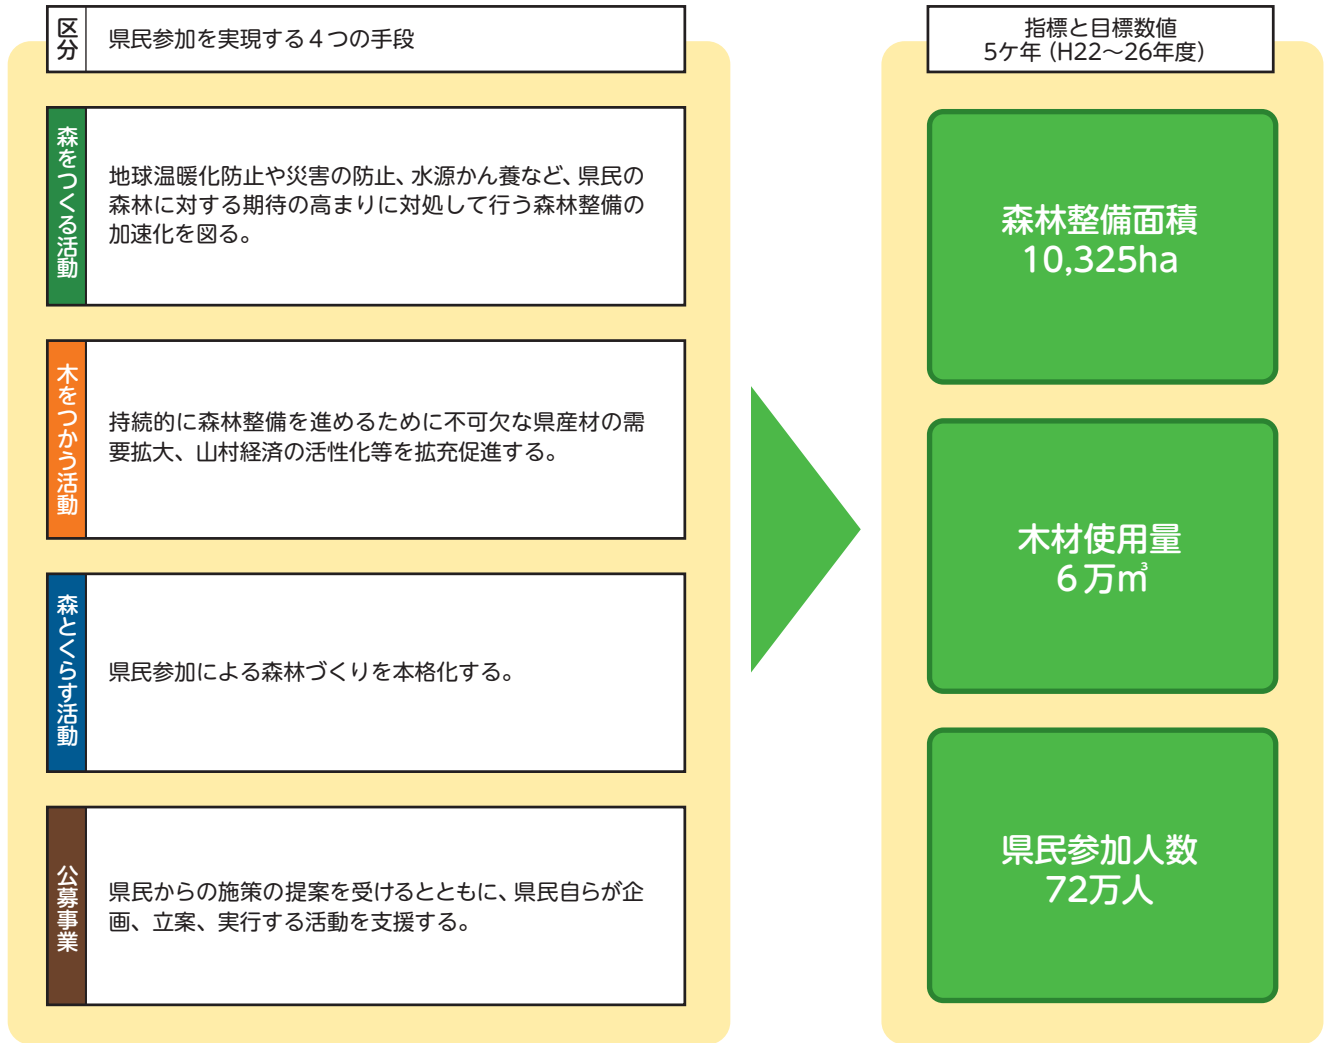 区分
県民参加を実現する４つの手段
森をつくる活動
地球温暖化防止や災害の防止、水源かん養など、県民の
森林に対する期待の高まりに対処して行う森林整備の
加速化を図る。
木をつかう活動
持続的に森林整備を進めるために不可欠な県産材の需
要拡大、山村経済の活性化等を拡充促進する。
森とくらす活動
県民参加による森林づくりを本格化する。
公募事業
県民からの施策の提案を受けるとともに、県民自らが企
画、立案、実行する活動を支援する。
指標と目標数値
5ケ年（H22〜26年度）
森林整備面積
10,325ha
木材使用量
６万㎥
県民参加人数
72万人